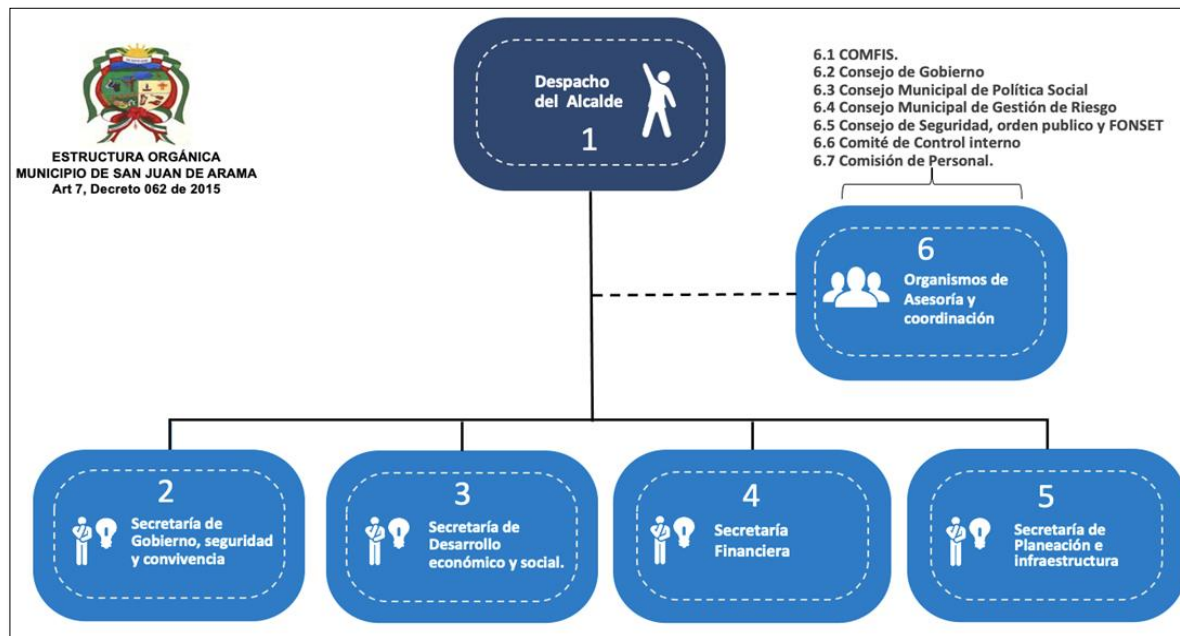 ESTRUCTURA ORGÁNICA
MUNICIPIO DE SAN JUAN DE ARAMA
Art 7, Decreto 062 de 2015
Despacho
del Alcalde
1
6.1 COMFIS.
6.2 Consejo de Gobierno
6.3 Consejo Municipal de Política Social
6.4 Consejo Municipal de Gestión de Riesgo
6.5 Consejo de Seguridad, orden publico y FONSET
6.6 Comité de Control interno
6.7 Comisión de Personal.
6
Organismos de
Asesoría y
coordinación
2
Secretaría de
Gobierno, seguridad
y convivencia
3
Secretaría de
Desarrollo
económico y social.
4
Secretaría
Financiera
5
Secretaría de
Planeación e
infraestructura